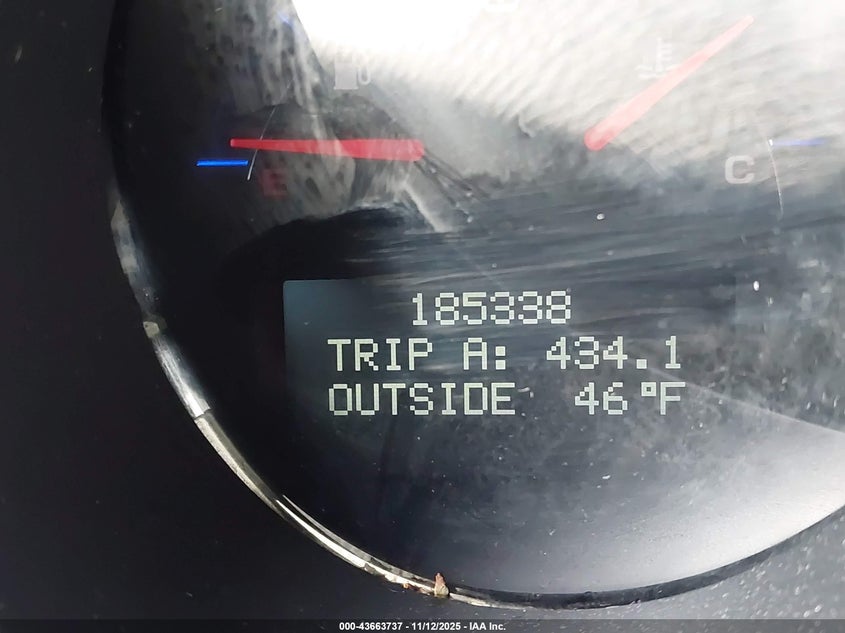 E
C
185338
TRIP A: 434.1
OUTSIDE 46°F
000-43663737 - 11/12/2025 - IAA Inc.